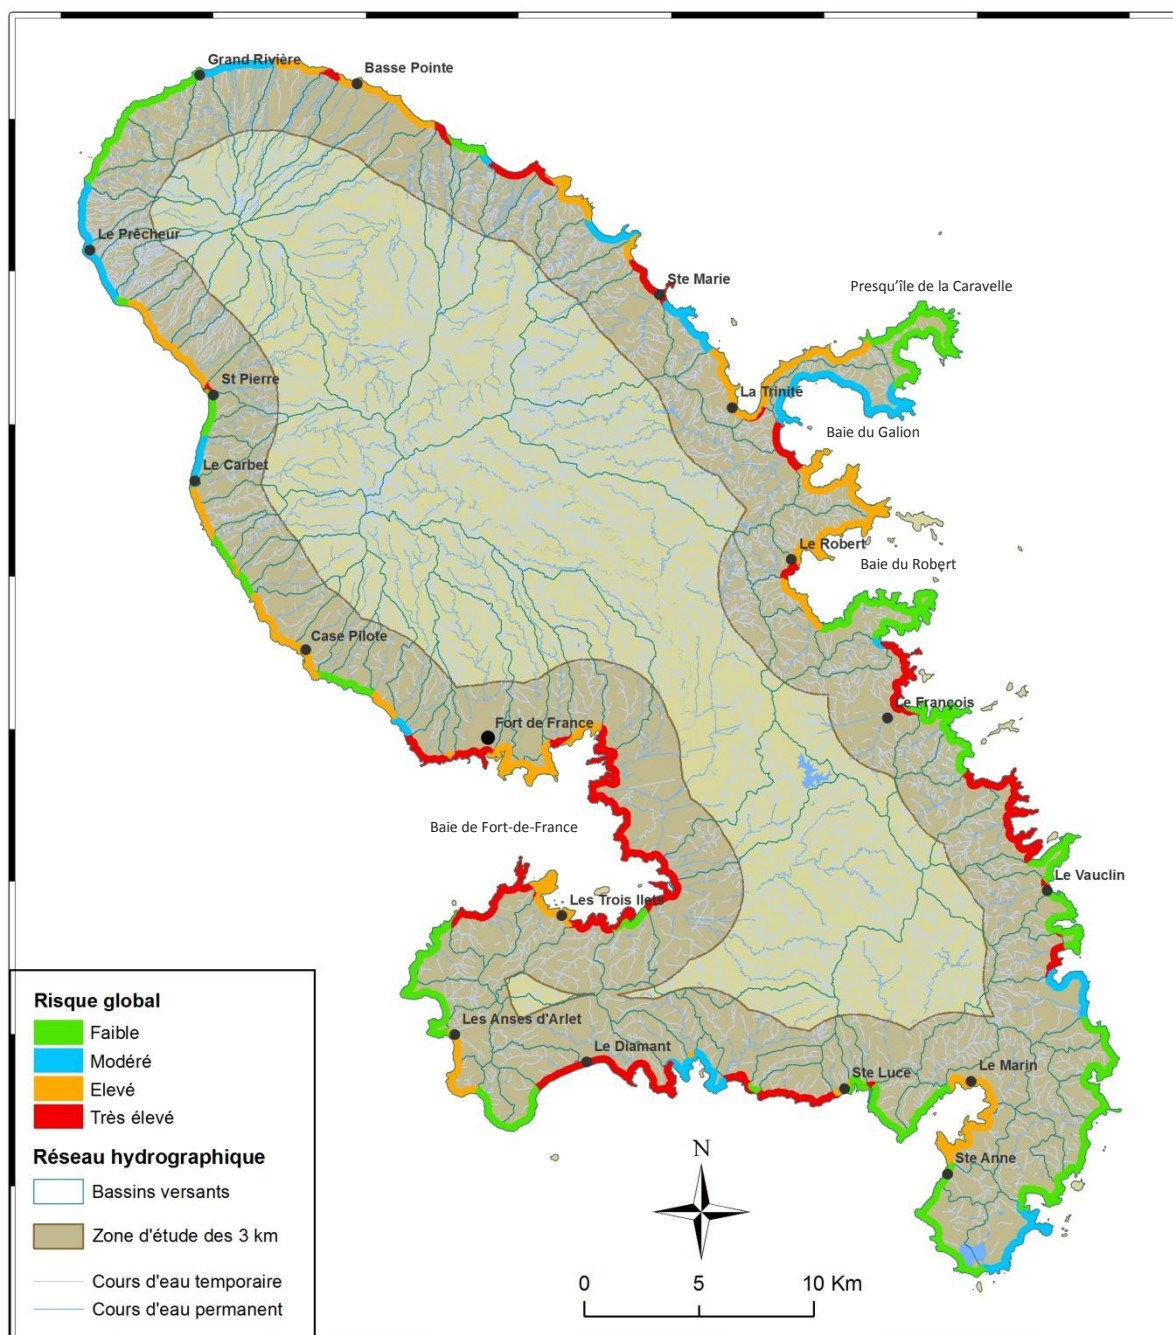 Grand Rivière
Basse Pointe
Le Prêcheur
Ste Marie
Presqu'île de la Caravelle
St Pierre
La Trinité
Baie du Galion
Le Carbet
Le Robert
Baie du Robert
Case Pilote
Le François
Fort de France
Baie de Fort-de-France
Le Vauclin
Les Trois Ilets
Les Anses d'Arlet
Le Diamant
Ste Luce
Le Marin
Ste Anne
Risque global
Faible
Modéré
Elevé
Très élevé
Réseau hydrographique
Bassins versants
Zone d'étude des 3 km
Cours d'eau temporaire
Cours d'eau permanent
N
0 5 10 Km